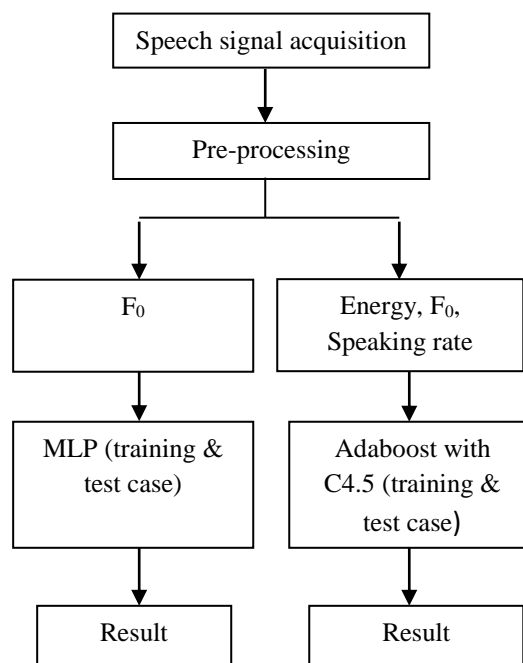 Speech signal acquisition
Pre-processing
F₀
Energy, F₀,
Speaking rate
MLP (training &
test case)
Adaboost with
C4.5 (training &
test case)
Result
Result